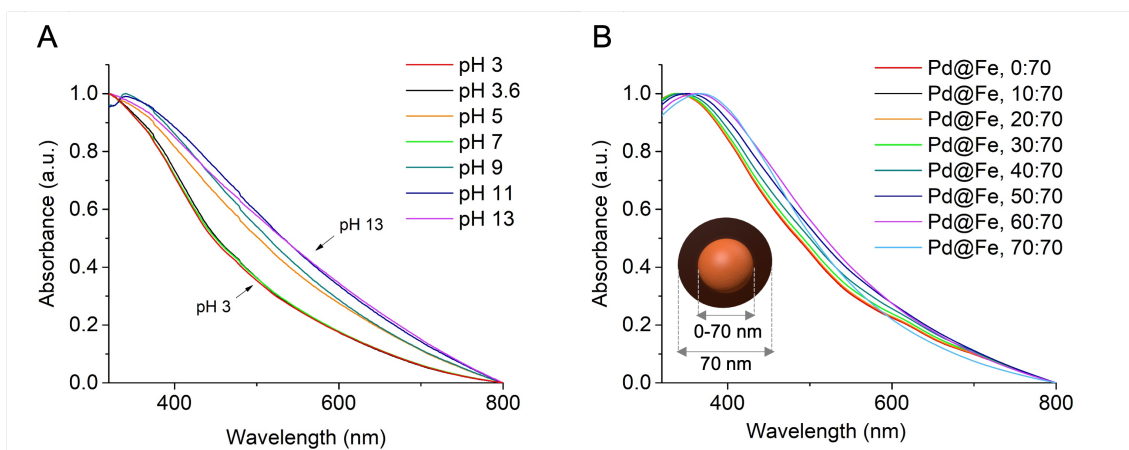 A
Absorbance (a.u.)
1.0
0.8
0.6
0.4
0.2
0.0
400
600
800
Wavelength (nm)
pH 3
pH 3.6
pH 5
pH 7
pH 9
pH 11
pH 13
pH 13
pH 3
B
Absorbance (a.u.)
1.0
0.8
0.6
0.4
0.2
0.0
400
600
800
Wavelength (nm)
Pd@Fe, 0:70
Pd@Fe, 10:70
Pd@Fe, 20:70
Pd@Fe, 30:70
Pd@Fe, 40:70
Pd@Fe, 50:70
Pd@Fe, 60:70
Pd@Fe, 70:70
0-70 nm
70 nm